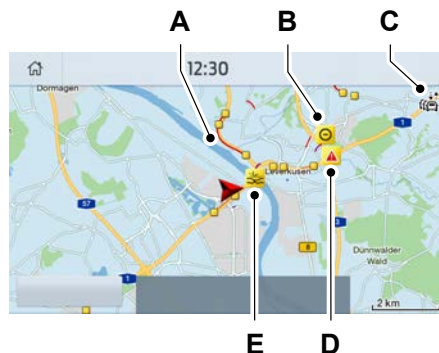 A B C
12:30
Dormagen
1
Leverkusen
57
3
8
Dünnwalder
Wald
1
2 km
E D